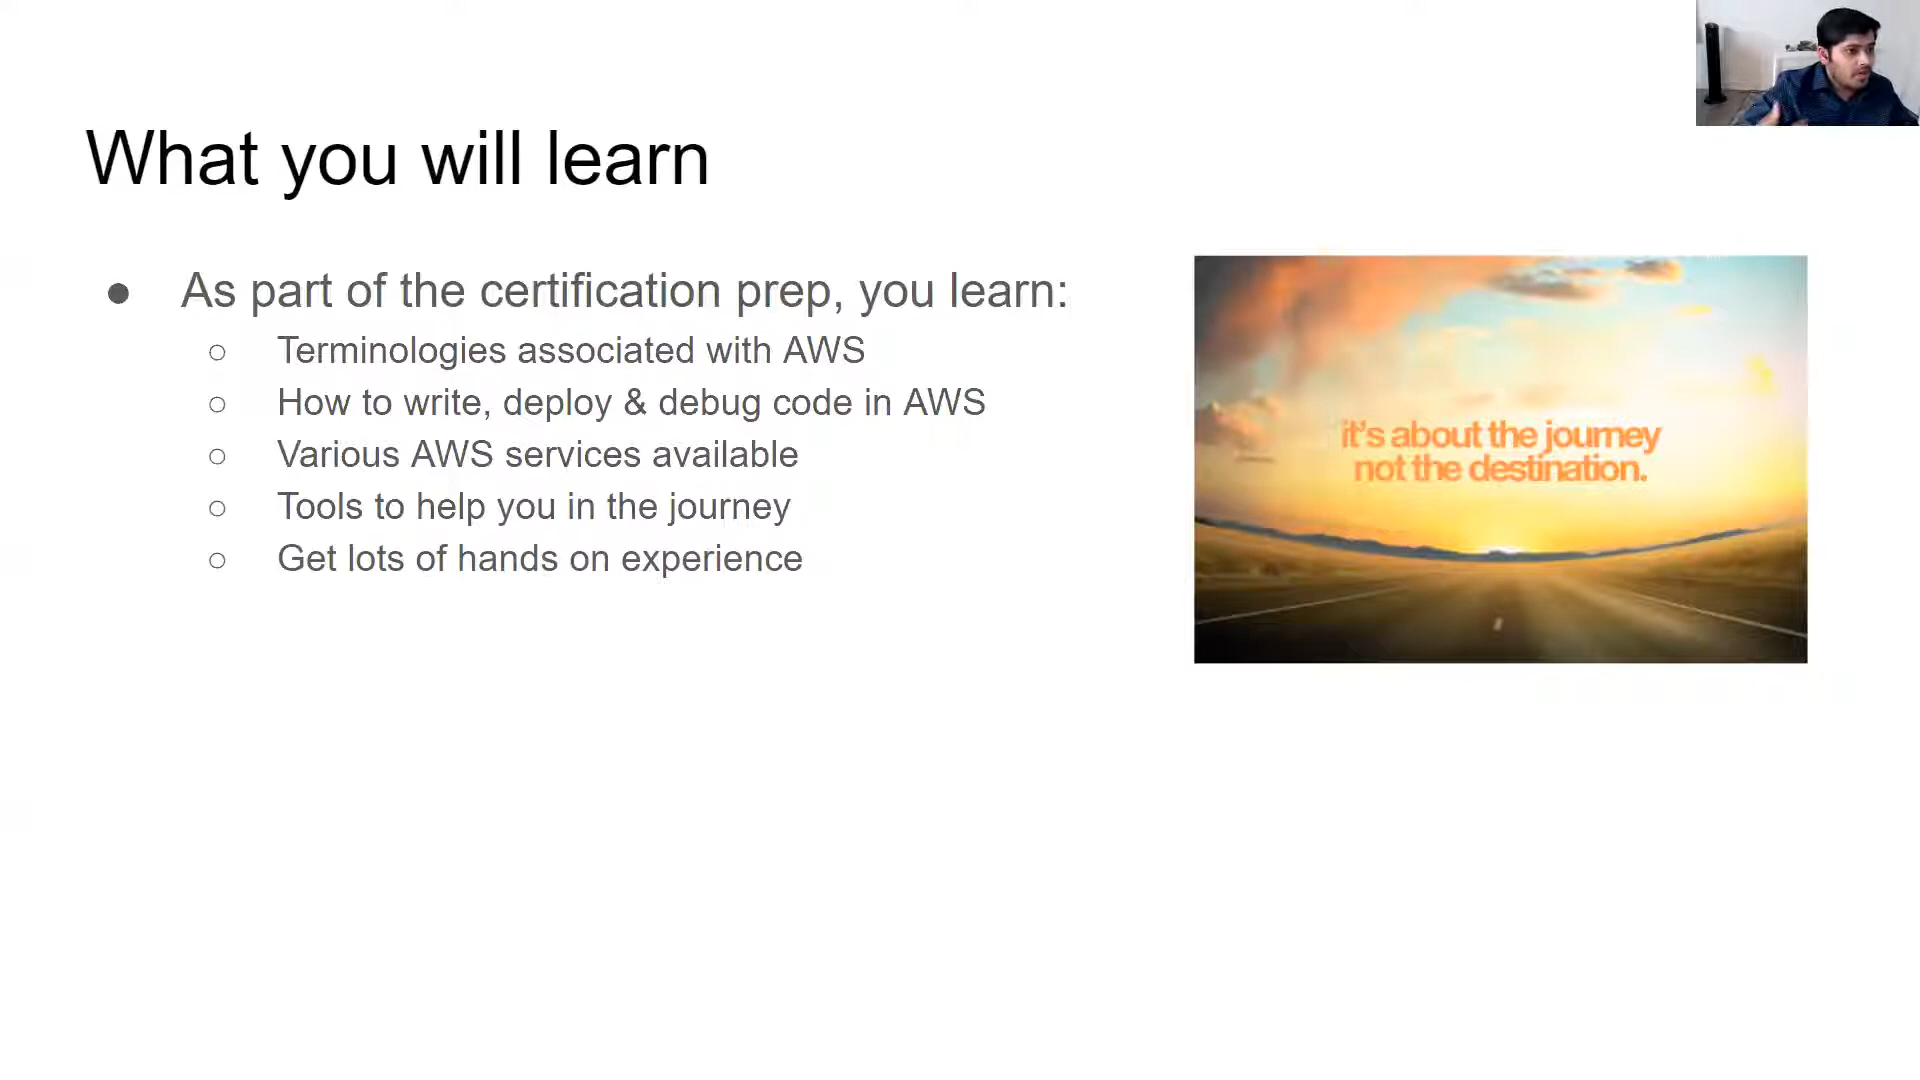 What you will learn
As part of the certification prep, you learn:
Terminologies associated with AWS
How to write, deploy & debug code in AWS
Various AWS services available
Tools to help you in the journey
Get lots of hands on experience
it's about the journey
not the destination.